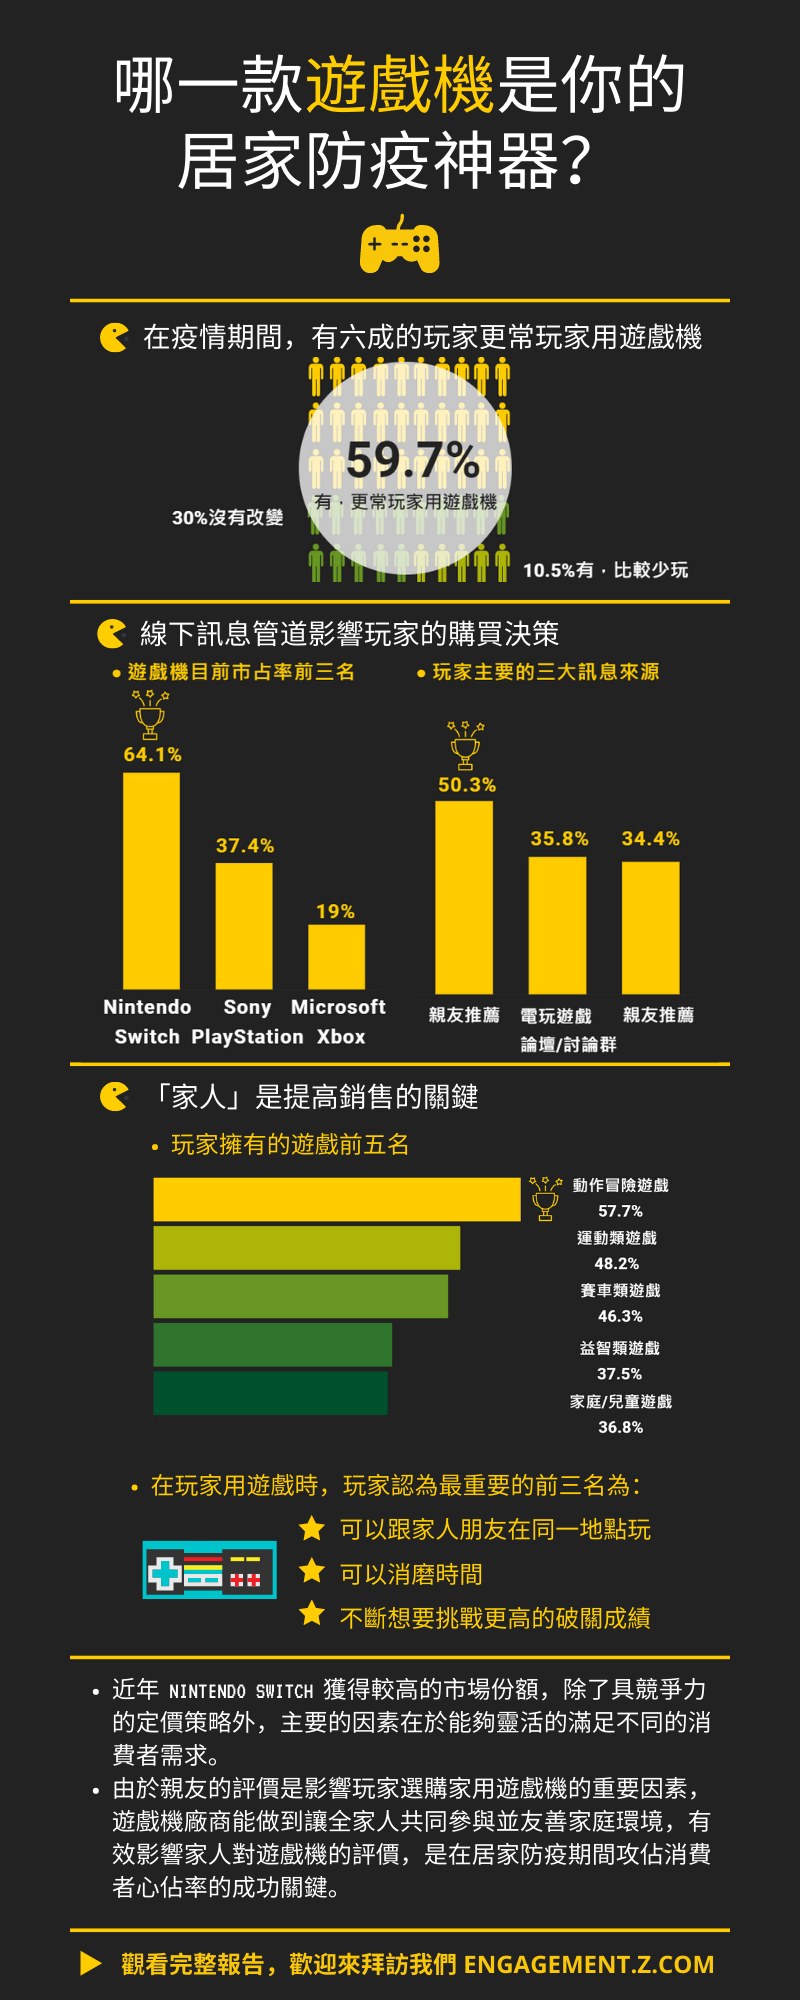 哪一款遊戲機是你的
居家防疫神器?
在疫情期間，有六成的玩家更常玩家用遊戲機
59.7%
有．更常玩家用遊戲機
30%沒有改變
10.5%有．比較少玩
線下訊息管道影響玩家的購買決策
• 遊戲機目前市占率前三名
64.1%
37.4%
19%
Nintendo
Switch
Sony
PlayStation
Microsoft
Xbox
• 玩家主要的三大訊息來源
50.3%
35.8%
34.4%
親友推薦
電玩遊戲
論壇/討論群
親友推薦
「家人」是提高銷售的關鍵
• 玩家擁有的遊戲前五名
動作冒險遊戲
57.7%
運動類遊戲
48.2%
賽車類遊戲
46.3%
益智類遊戲
37.5%
家庭/兒童遊戲
36.8%
• 在玩家用遊戲時，玩家認為最重要的前三名為：
可以跟家人朋友在同一地點玩
可以消磨時間
不斷想要挑戰更高的破關成績
• 近年 NINTENDO SWITCH 獲得較高的市場份額，除了具競爭力
的定價策略外，主要的因素在於能夠靈活的滿足不同的消
費者需求。
• 由於親友的評價是影響玩家選購家用遊戲機的重要因素，
遊戲機廠商能做到讓全家人共同參與並友善家庭環境，有
效影響家人對遊戲機的評價，是在居家防疫期間攻佔消費
者心佔率的成功關鍵。
觀看完整報告，歡迎來拜訪我們 ENGAGEMENT.Z.COM